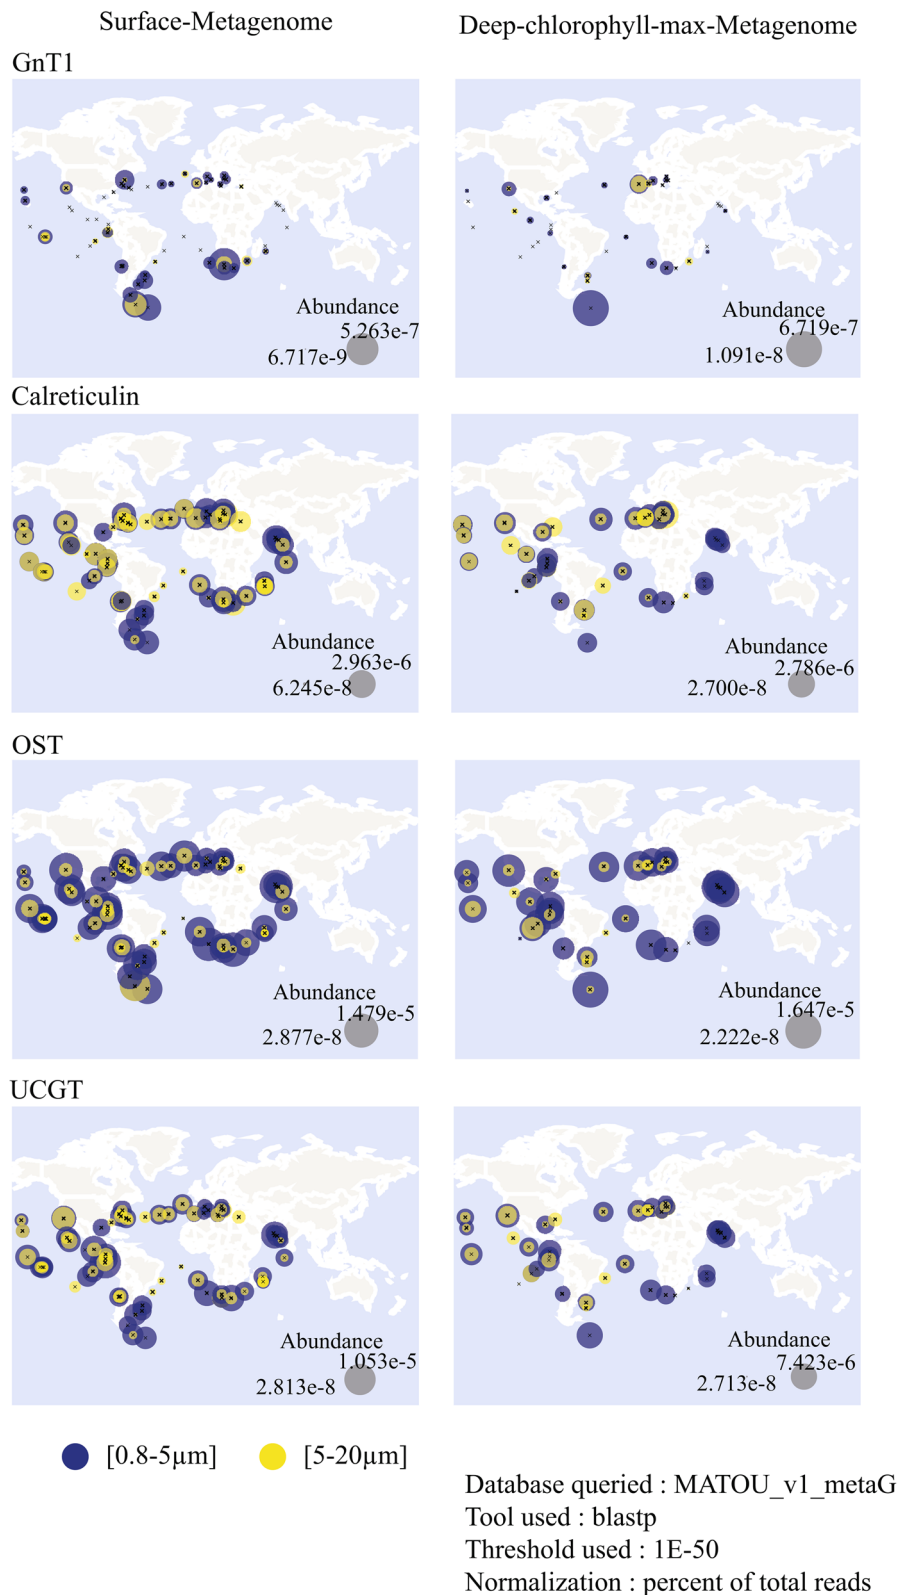 Surface-Metagenome
Deep-chlorophyll-max-Metagenome
GnT1
Abundance
5.263e-7
6.717e-9
Abundance
6.719e-7
1.091e-8
Calreticulin
Abundance
2.963e-6
6.245e-8
Abundance
2.786e-6
2.700e-8
OST
Abundance
1.479e-5
2.877e-8
Abundance
1.647e-5
2.222e-8
UCGT
Abundance
1.053e-5
2.813e-8
Abundance
7.423e-6
2.713e-8
[0.8-5µm]
[5-20µm]
Database queried : MATOU_v1_metaG
Tool used : blastp
Threshold used : 1E-50
Normalization : percent of total reads